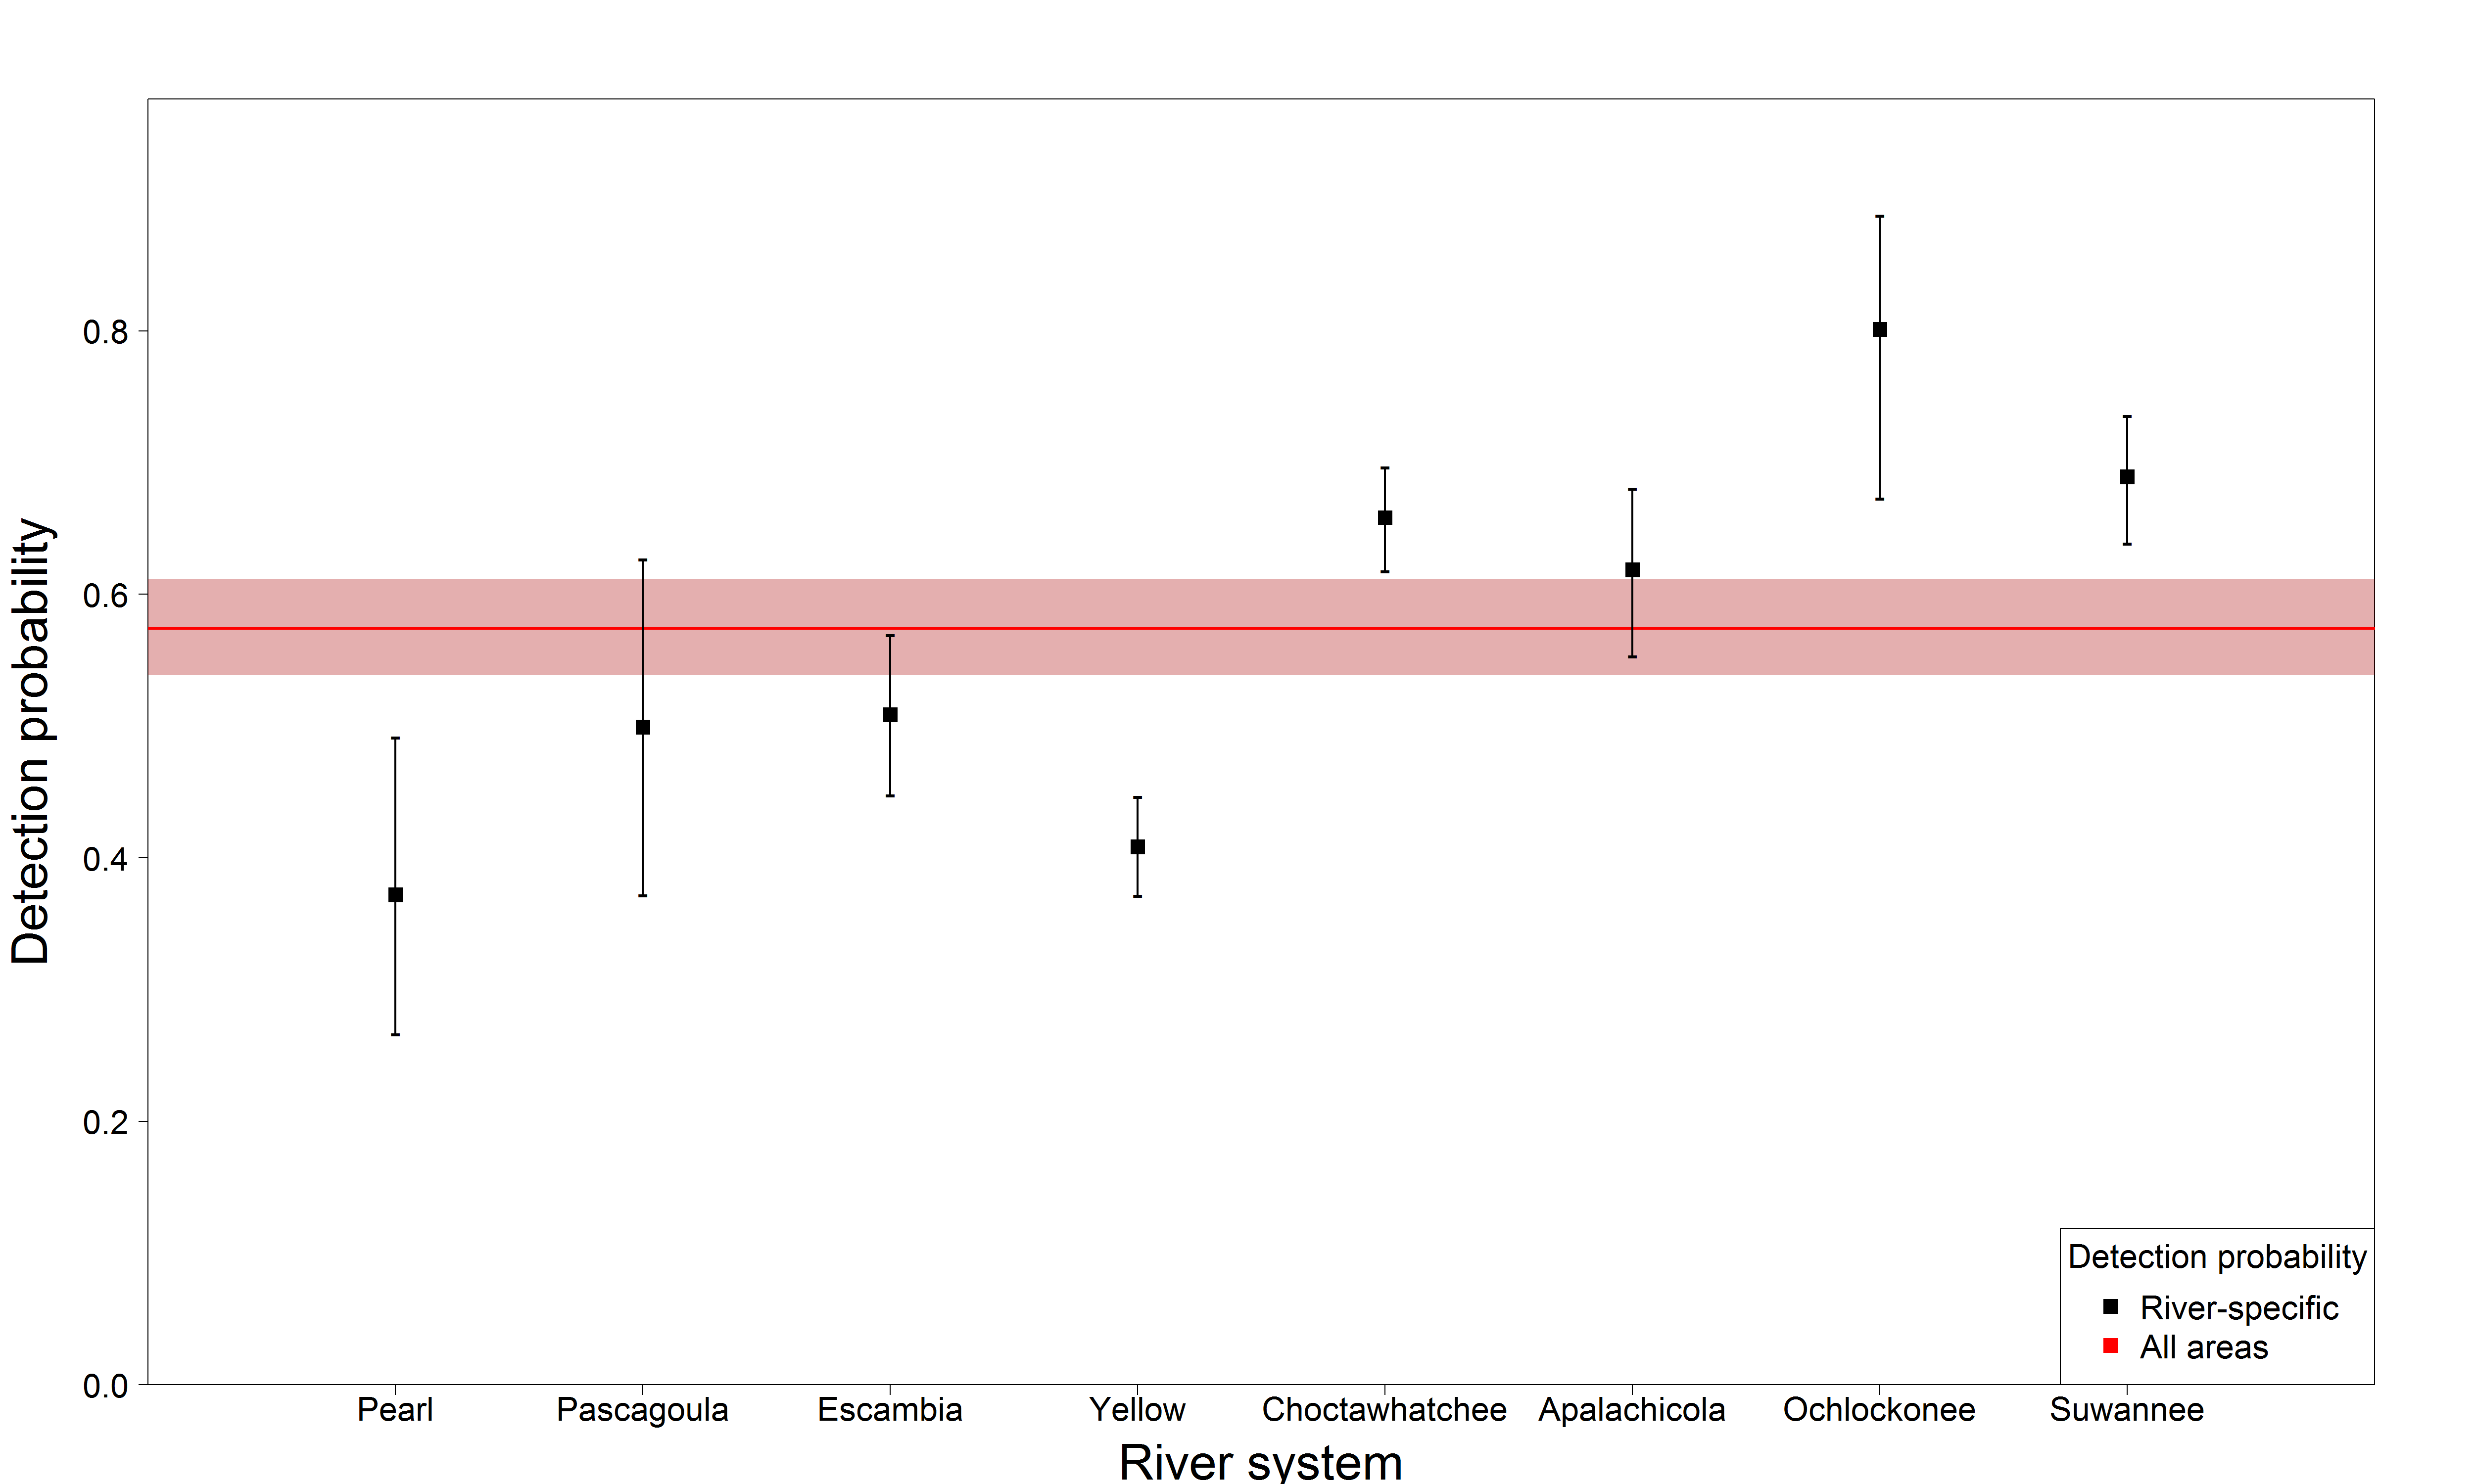 Detection probability
0.8
0.6
0.4
0.2
0.0
Pearl Pascagoula Escambia Yellow Choctawhatchee Apalachicola Ochlockonee Suwannee
River system
Detection probability
River-specific
All areas